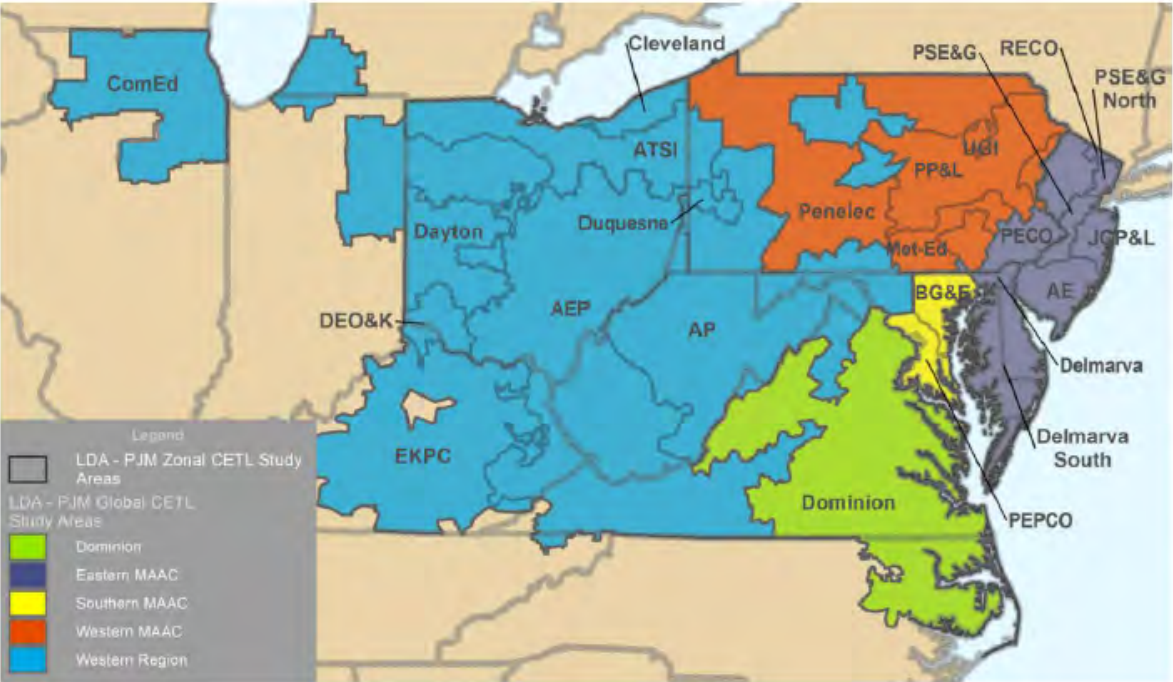 Cleveland
PSE&G
RECO
PSE&G
North
ComEd
ATSI
UGI
PP&L
Duquesne
Penelec
Dayton
PECO
JCP&L
Met-Ed
BG&E
AE
DEO&K
AEP
AP
Delmarva
EKPC
Delmarva
South
Dominion
PEPCO
Legend
LDA - PJM Zonal CETL Study
Areas
LDA - PJM Global CETL
Study Areas
Dominion
Eastern MAAC
Southern MAAC
Western MAAC
Western Region